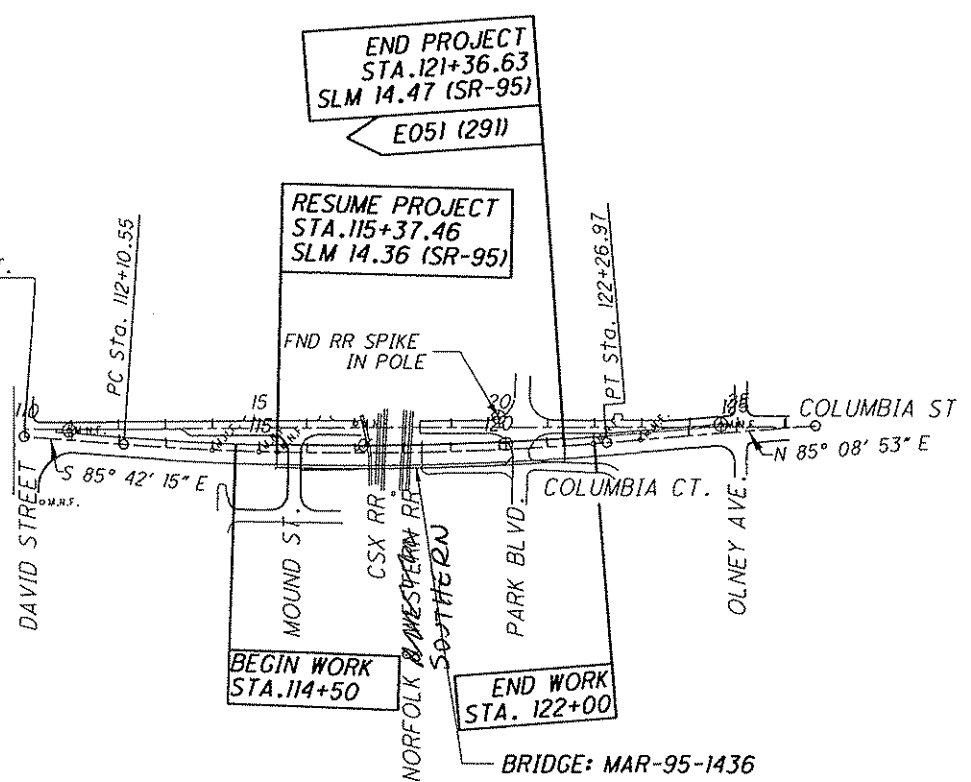 END PROJECT
STA.121+36.63
SLM 14.47 (SR-95)
E051 (291)
RESUME PROJECT
STA.115+37.46
SLM 14.36 (SR-95)
PC Sta. 112+10.55
PT Sta. 122+26.97
FND RR SPIKE
IN POLE
110
15
115
20
120
125
COLUMBIA ST
S 85° 42' 15" E
N 85° 08' 53" E
COLUMBIA CT.
DAVID STREET
M.N.F.
MOUND ST.
CSX RR.
NORFOLK & WESTERN RR
SOUTHERN
PARK BLVD.
OLNEY AVE.
BEGIN WORK
STA.114+50
END WORK
STA. 122+00
BRIDGE: MAR-95-1436